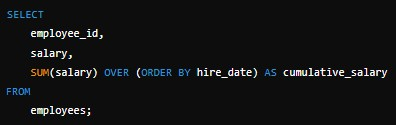 SELECT
    employee_id,
    salary,
    SUM(salary) OVER (ORDER BY hire_date) AS cumulative_salary
FROM
    employees;